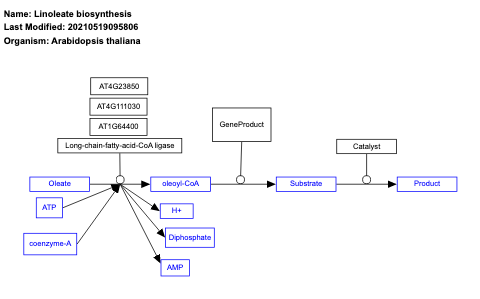 Name: Linoleate biosynthesis
Last Modified: 20210519095806
Organism: Arabidopsis thaliana
AT4G23850
AT4G111030
AT1G64400
Long-chain-fatty-acid-CoA ligase
GeneProduct
Catalyst
Oleate
oleoyl-CoA
Substrate
Product
ATP
H+
Diphosphate
coenzyme-A
AMP